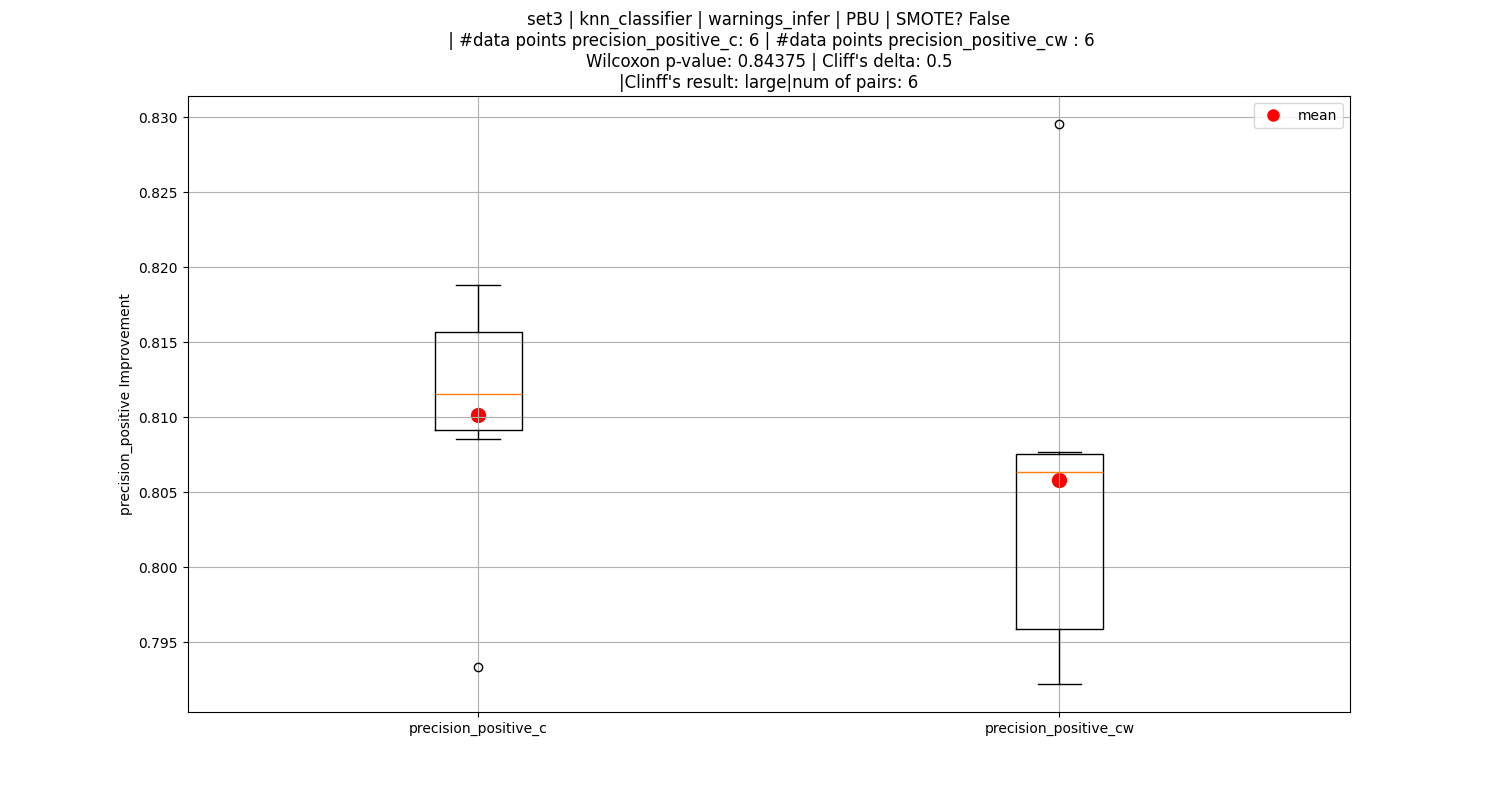 set3 | knn_classifier | warnings_infer | PBU | SMOTE? False
| #data points precision_positive_c: 6 | #data points precision_positive_cw : 6
Wilcoxon p-value: 0.84375 | Cliff's delta: 0.5
|Clinff's result: large|num of pairs: 6
mean
0.830
0.825
0.820
0.815
0.810
0.805
0.800
0.795
precision_positive Improvement
precision_positive_c
precision_positive_cw